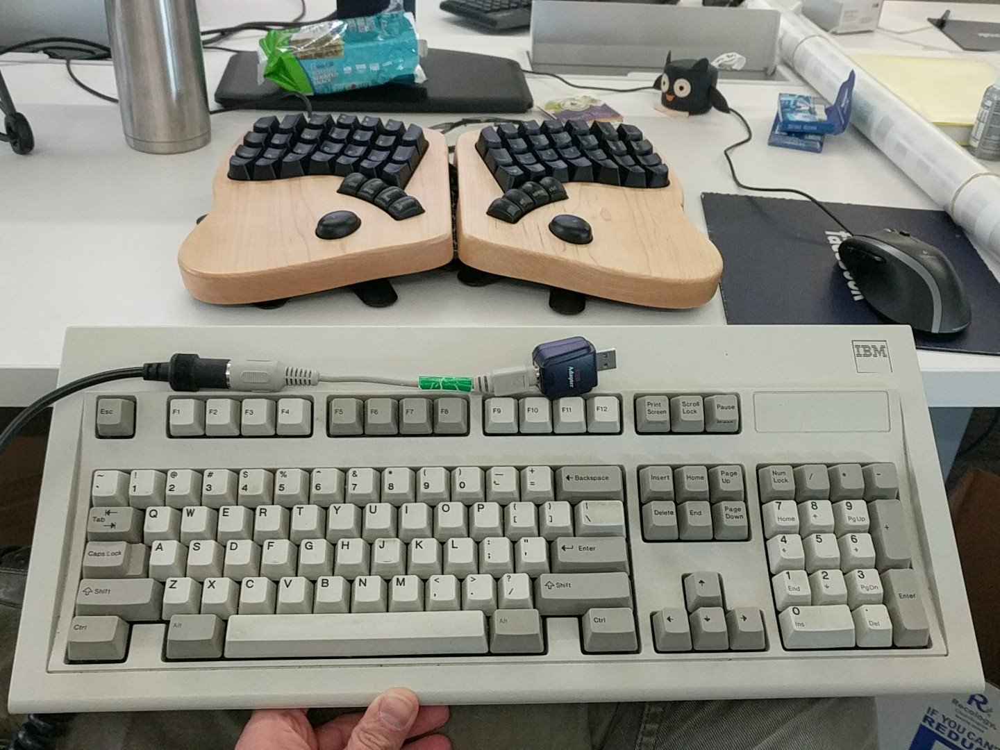 IBM
USB
Adapter
Esc F1 F2 F3 F4 F5 F6 F7 F8 F9 F10 F11 F12 Print Screen Scroll Lock Pause
~ ` ! 1 @ 2 # 3 $ 4 % 5 ^ 6 & 7 * 8 ( 9 ) 0 _ - + = ← Backspace Insert Home Page Up Num Lock / * -
Tab Q W E R T Y U I O P { [ } ] | \ Delete End Page Down 7 Home 8 ↑ 9 PgUp +
Caps Lock A S D F G H J K L : ; " ' ↵ Enter 4 ← 5 6 →
⇧ Shift Z X C V B N M < , > . ? / ⇧ Shift ↑ 1 End 2 ↓ 3 PgDn Enter
Ctrl Alt Alt Ctrl ← ↓ → 0 Ins . Del
Recology
IF YOU CAN'T
REDU